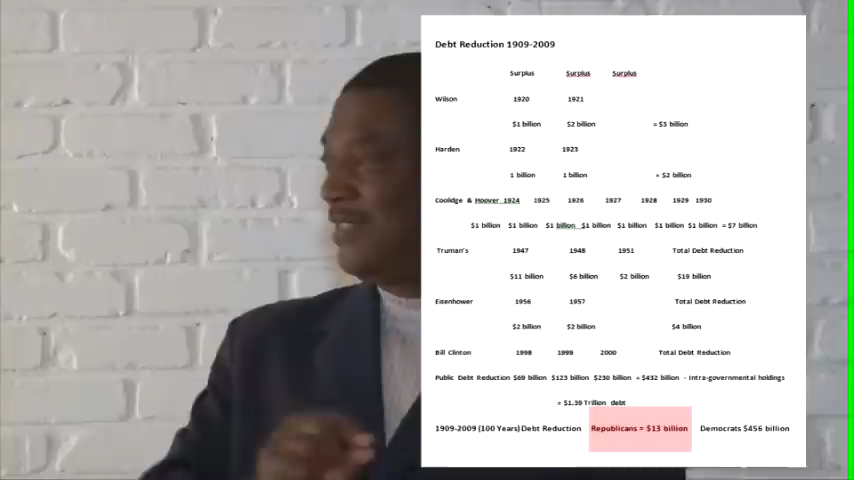 Debt Reduction 1909-2009
Surplus Surplus Surplus
Wilson 1920 1921
$1 billion $2 billion = $3 billion
Harden 1922 1923
1 billion 1 billion = $2 billion
Coolidge & Hoover 1924 1925 1926 1927 1928 1929 1930
$1 billion $1 billion $1 billion $1 billion $1 billion $1 billion $1 billion = $7 billion
Truman's 1947 1948 1951 Total Debt Reduction
$11 billion $6 billion $2 billion $19 billion
Eisenhower 1956 1957 Total Debt Reduction
$2 billion $2 billion $4 billion
Bill Clinton 1998 1999 2000 Total Debt Reduction
Public Debt Reduction $69 billion $123 billion $230 billion = $432 billion - Intra-governmental holdings
= $1.39 Trillion debt
1909-2009 (100 Years) Debt Reduction Republicans = $13 billion Democrats $456 billion